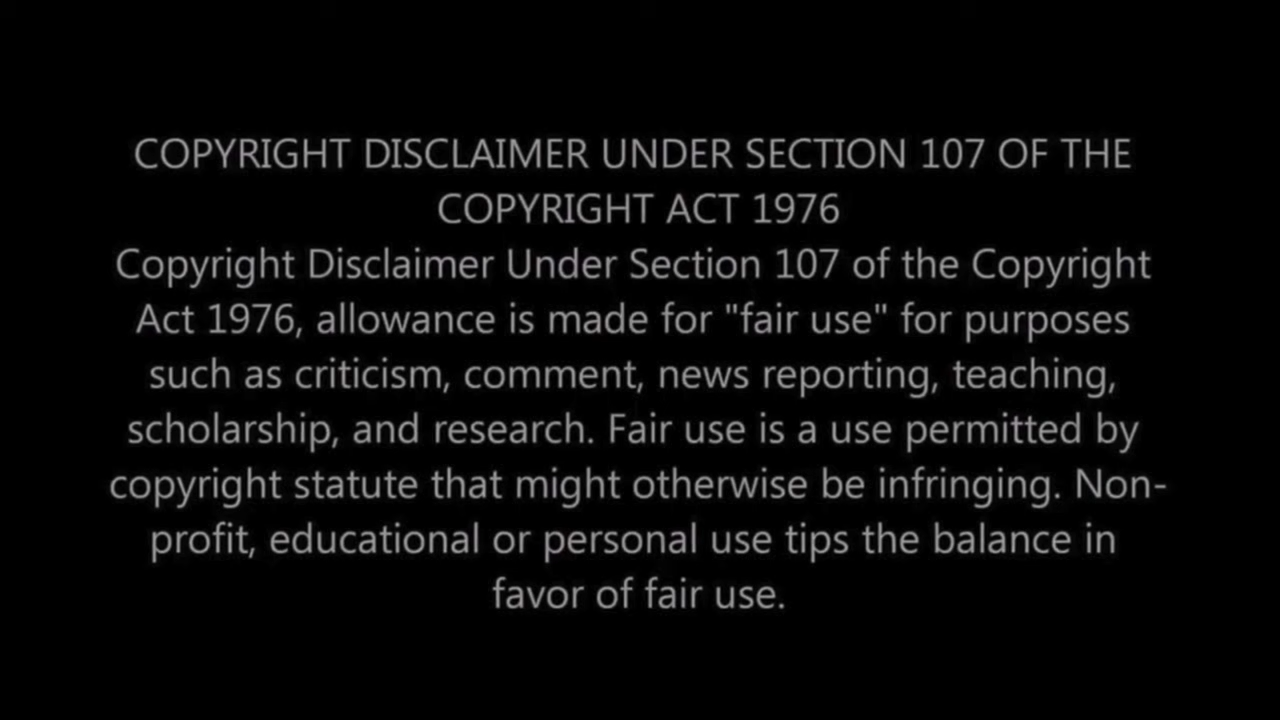 COPYRIGHT DISCLAIMER UNDER SECTION 107 OF THE
COPYRIGHT ACT 1976
Copyright Disclaimer Under Section 107 of the Copyright
Act 1976, allowance is made for "fair use" for purposes
such as criticism, comment, news reporting, teaching,
scholarship, and research. Fair use is a use permitted by
copyright statute that might otherwise be infringing. Non-
profit, educational or personal use tips the balance in
favor of fair use.